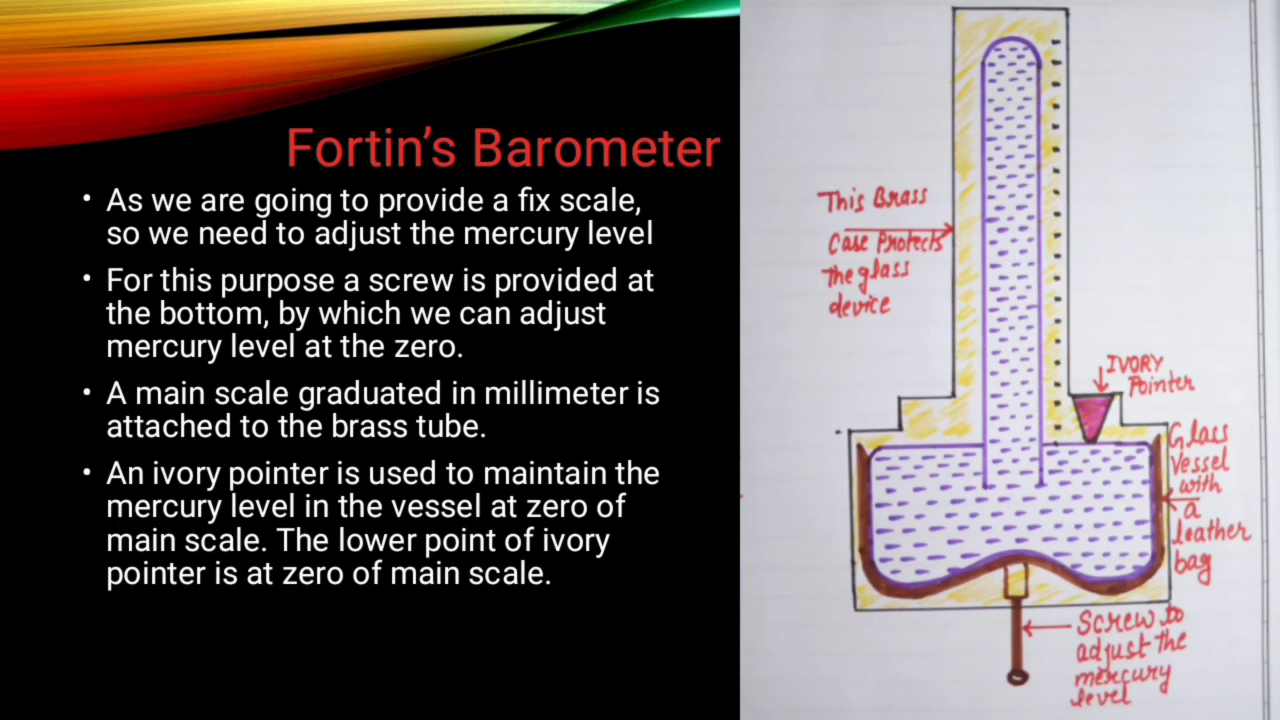 Fortin’s Barometer
• As we are going to provide a fix scale,
so we need to adjust the mercury level
• For this purpose a screw is provided at
the bottom, by which we can adjust
mercury level at the zero.
• A main scale graduated in millimeter is
attached to the brass tube.
• An ivory pointer is used to maintain the
mercury level in the vessel at zero of
main scale. The lower point of ivory
pointer is at zero of main scale.
This Brass
Case Protects
the glass
device
IVORY
Pointer
Glass
Vessel
with
a
leather
bag
Screw to
adjust the
mercury
level